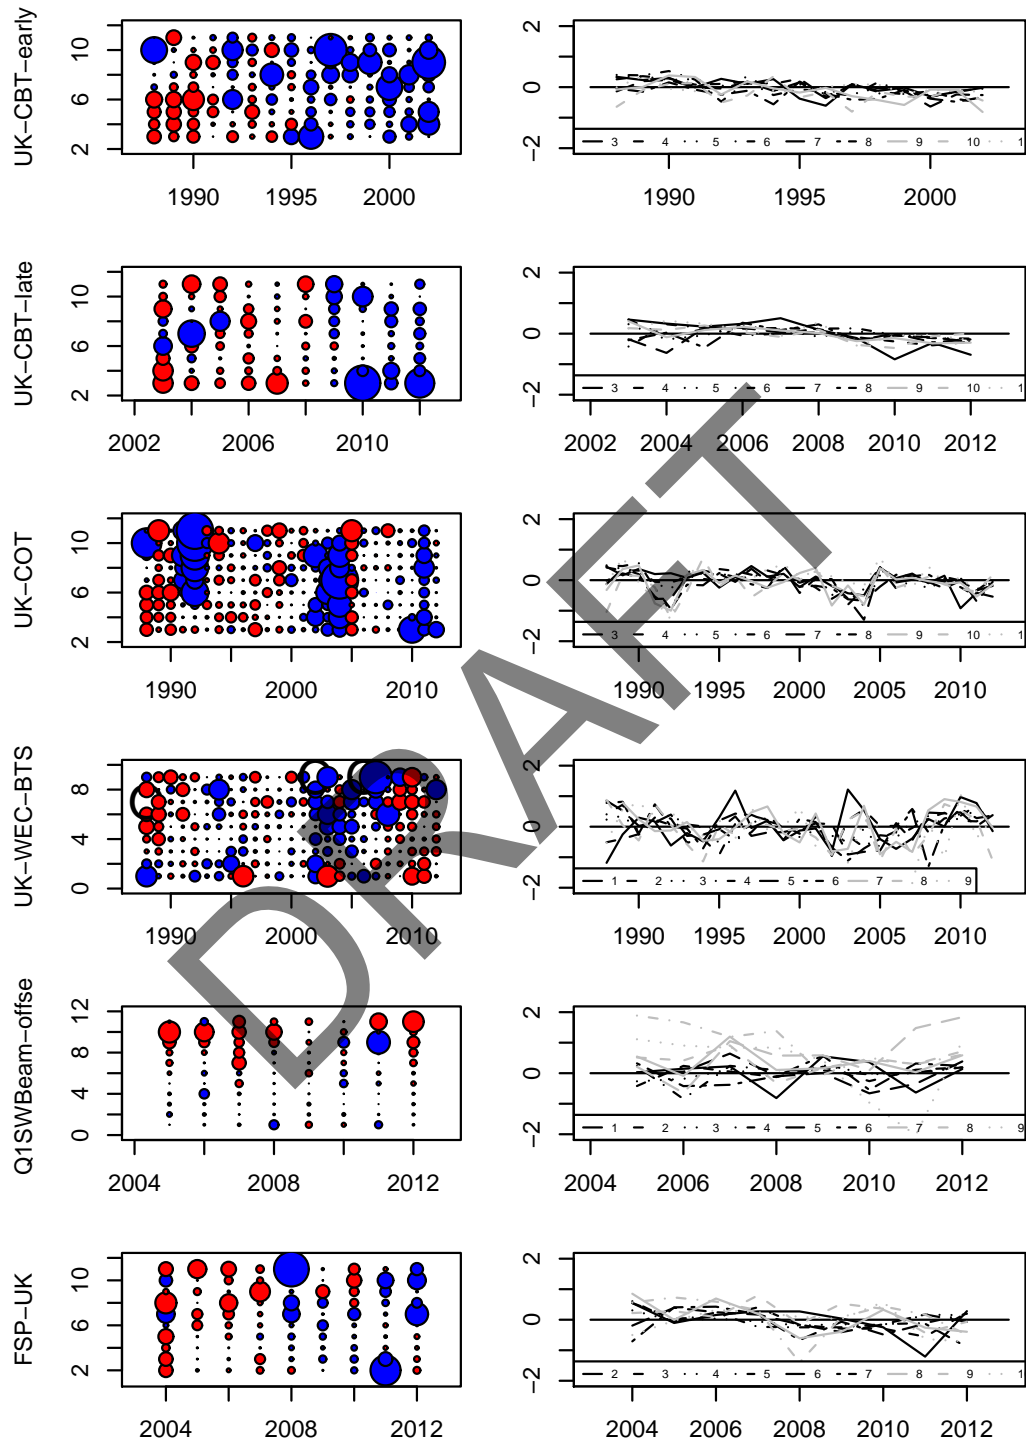 UK−CBT−early
2 6 10
1990 1995 2000
−2 0 2
3 4 5 6 7 8 9 10 1
1990 1995 2000
UK−CBT−late
2 6 10
2002 2006 2010
−2 0 2
3 4 5 6 7 8 9 10 1
2002 2004 2006 2008 2010 2012
UK−COT
2 6 10
1990 2000 2010
−2 0 2
3 4 5 6 7 8 9 10 1
1990 1995 2000 2005 2010
UK−WEC−BTS
0 4 8
1990 2000 2010
−2 0 2
1 2 3 4 5 6 7 8 9
1990 1995 2000 2005 2010
Q1SWBeam−offse
0 4 8 12
2004 2008 2012
−2 0 2
1 2 3 4 5 6 7 8 9
2004 2006 2008 2010 2012
FSP−UK
2 6 10
2004 2008 2012
−2 0 2
2 3 4 5 6 7 8 9 1
2004 2006 2008 2010 2012
DRAFT